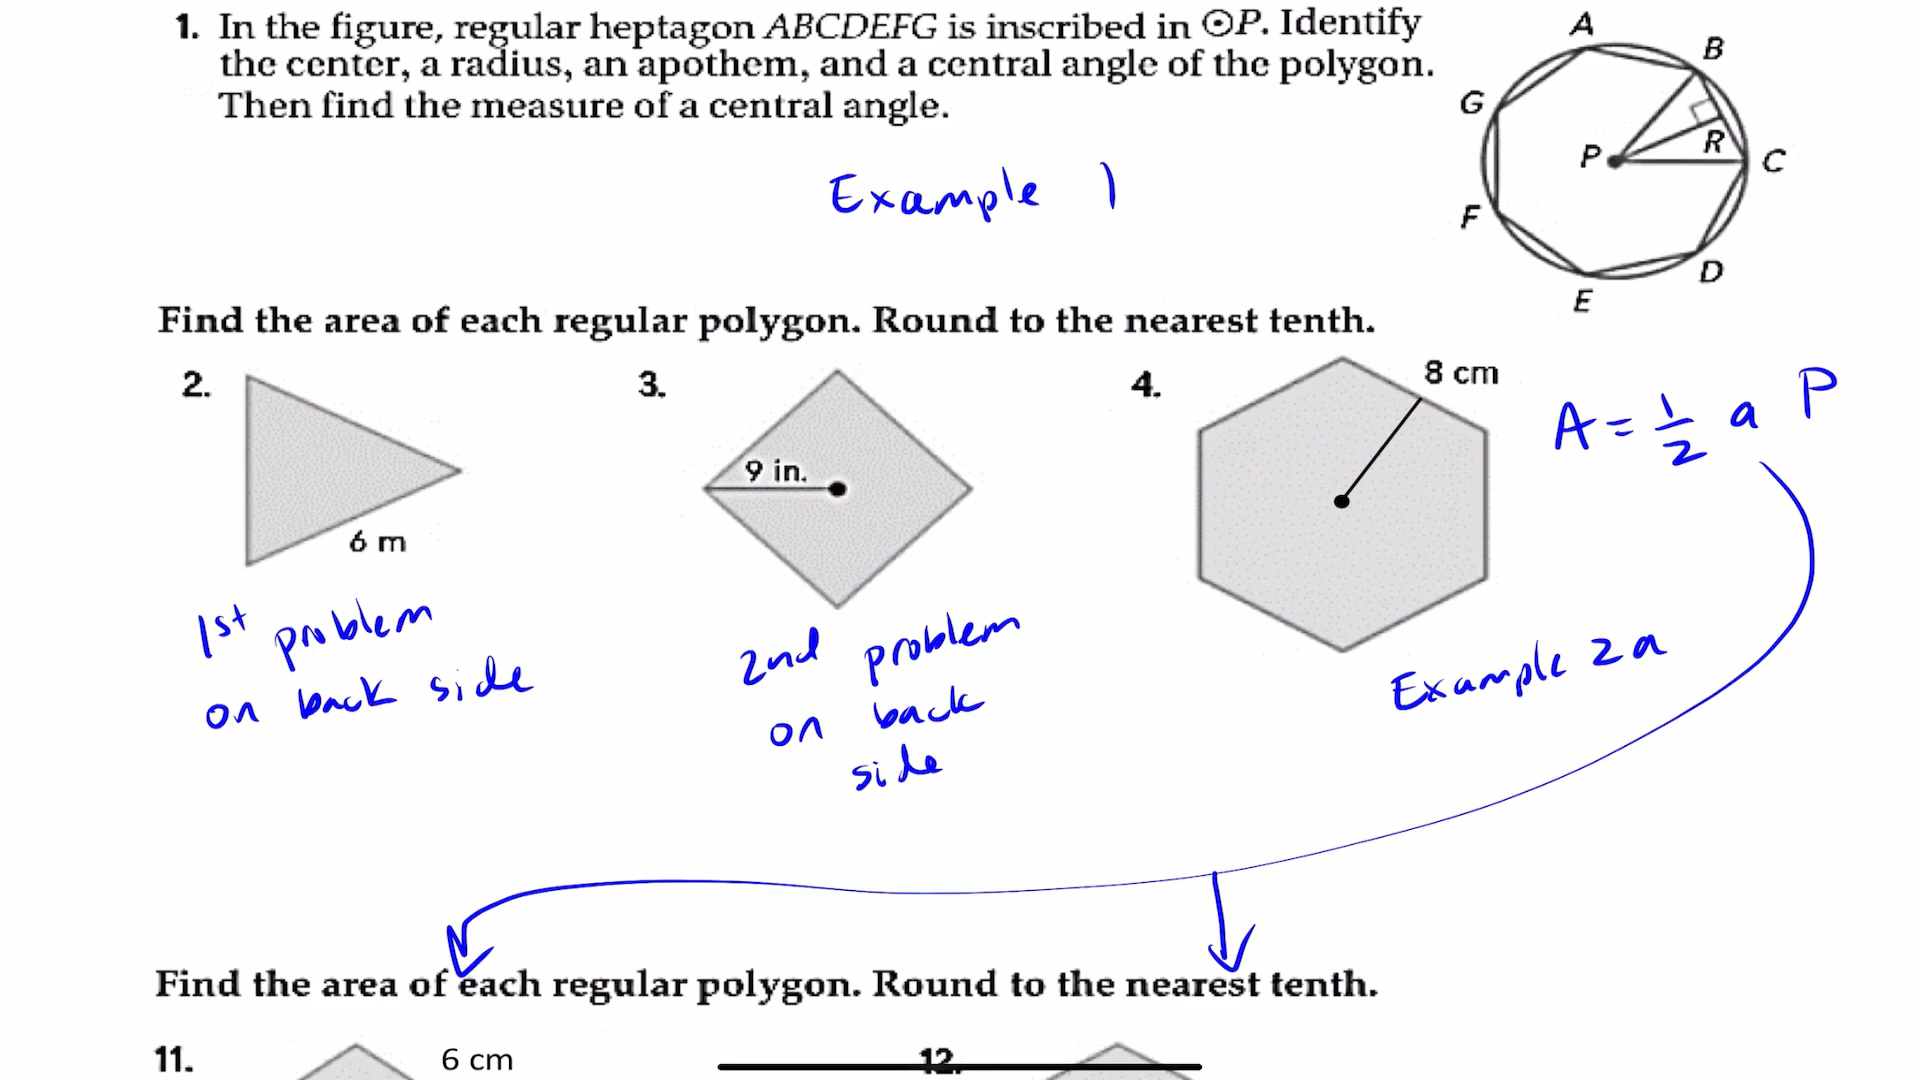 1. In the figure, regular heptagon ABCDEFG is inscribed in ⊙P. Identify
the center, a radius, an apothem, and a central angle of the polygon.
Then find the measure of a central angle.
A
B
G
R
P
C
F
D
E
Example 1
Find the area of each regular polygon. Round to the nearest tenth.
2.
6 m
3.
9 in.
4.
8 cm
A = 1/2 a P
1st problem
on back side
2nd problem
on back
side
Example 2a
Find the area of each regular polygon. Round to the nearest tenth.
11.
6 cm
12.